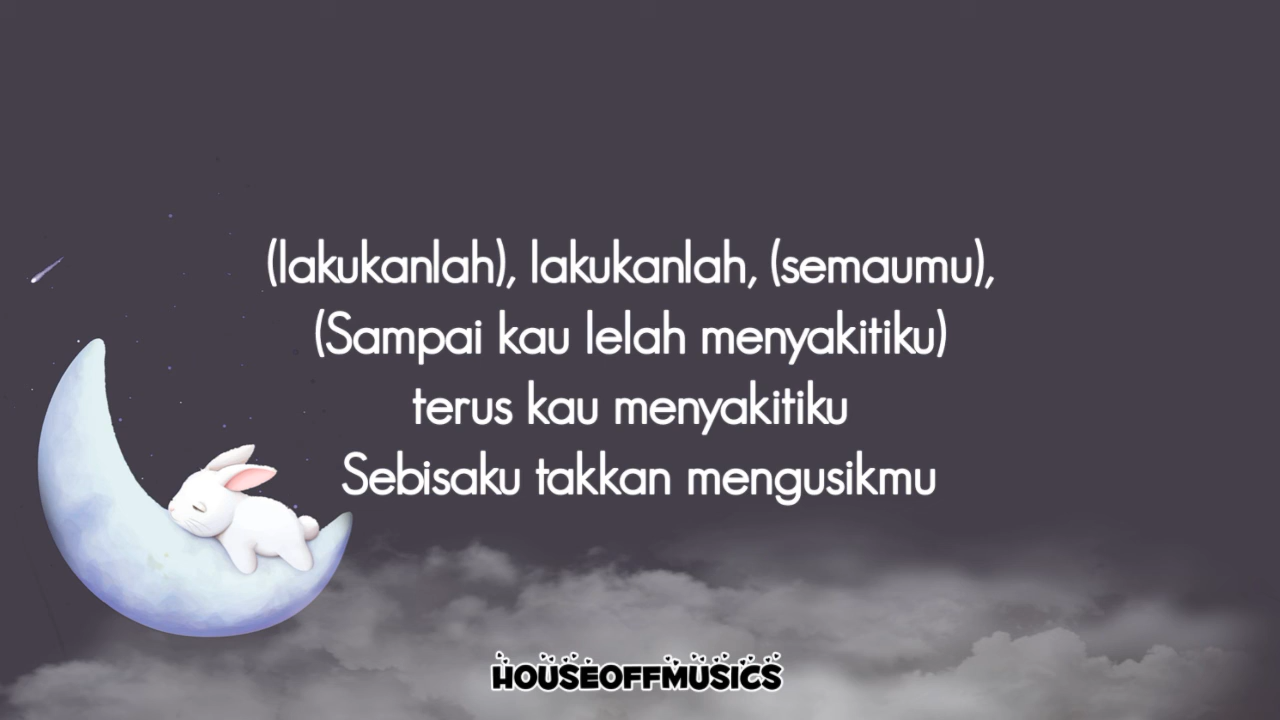 (lakukanlah), lakukanlah, (semaumu),
(Sampai kau lelah menyakitiku)
terus kau menyakitiku
Sebisaku takkan mengusikmu
HOUSEOFFMUSICS